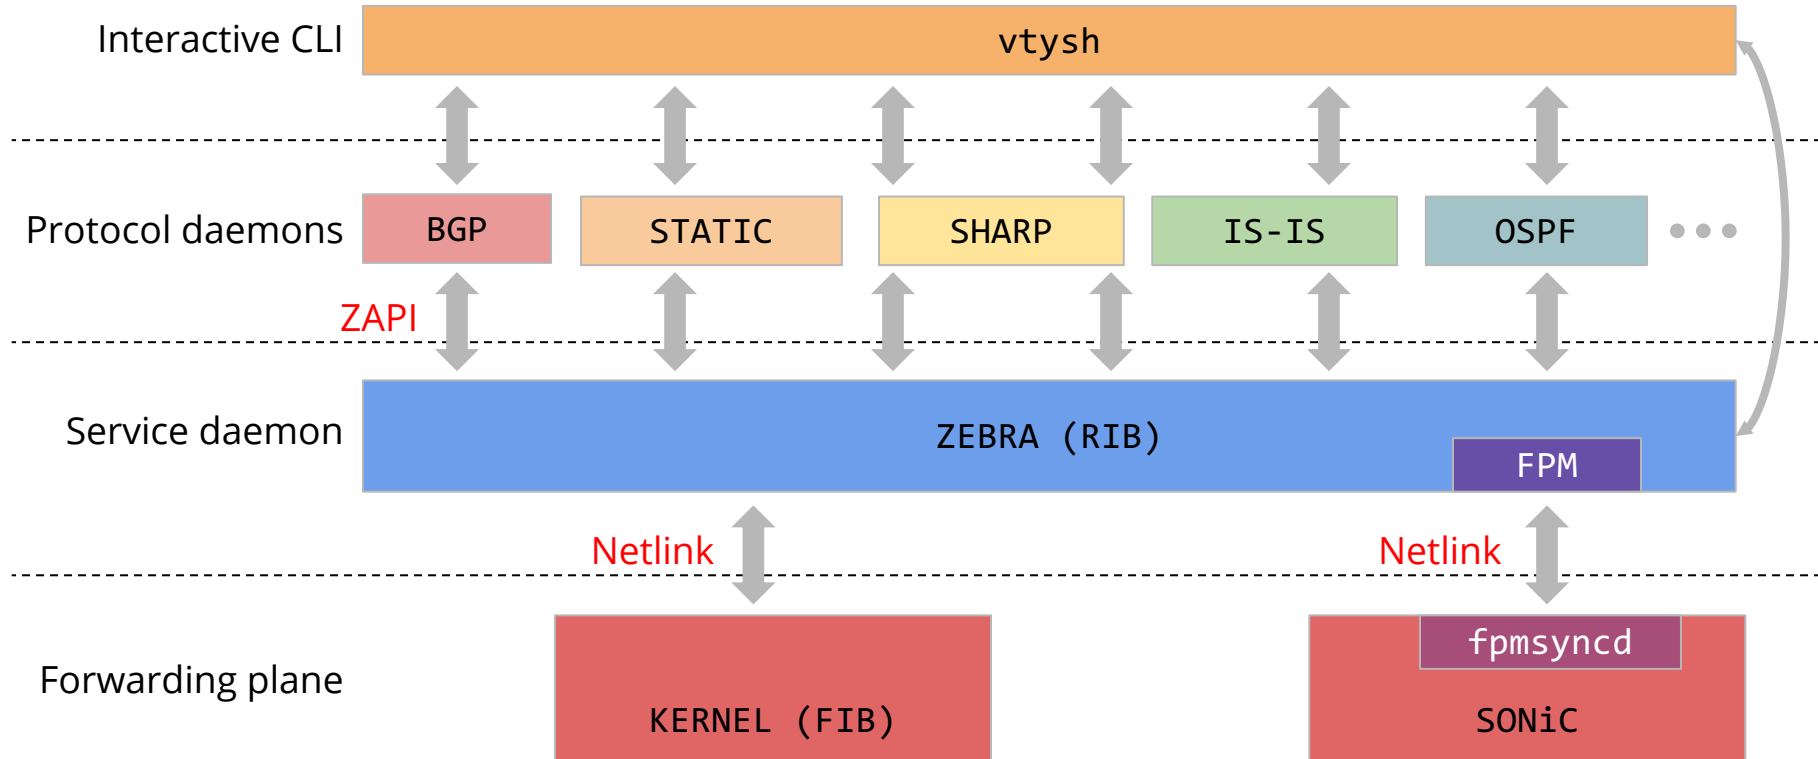 Interactive CLI
vtysh
Protocol daemons
BGP
STATIC
SHARP
IS-IS
OSPF
ZAPI
Service daemon
ZEBRA (RIB)
FPM
Netlink
Netlink
Forwarding plane
fpmsyncd
KERNEL (FIB)
SONiC